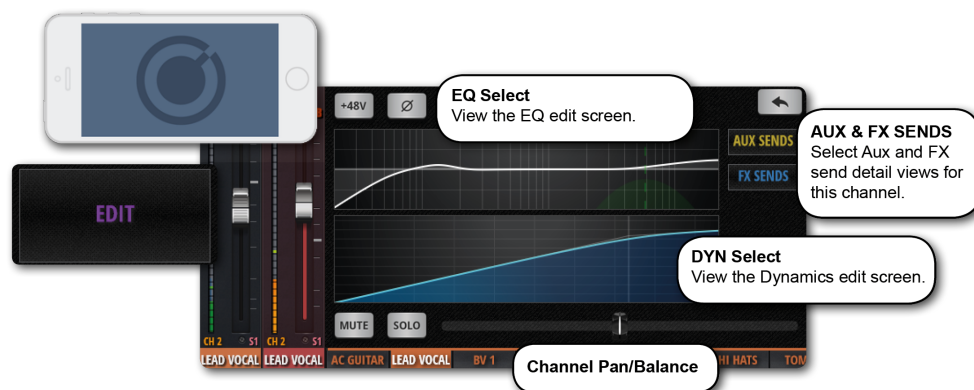 +48V
Ø
EQ Select
View the EQ edit screen.
AUX SENDS
FX SENDS
AUX & FX SENDS
Select Aux and FX
send detail views for
this channel.
EDIT
DYN Select
View the Dynamics edit screen.
MUTE
SOLO
CH 2
S1
CH 2
S1
LEAD VOCAL
LEAD VOCAL
AC GUITAR
LEAD VOCAL
BV 1
Channel Pan/Balance
HI HATS
TOM